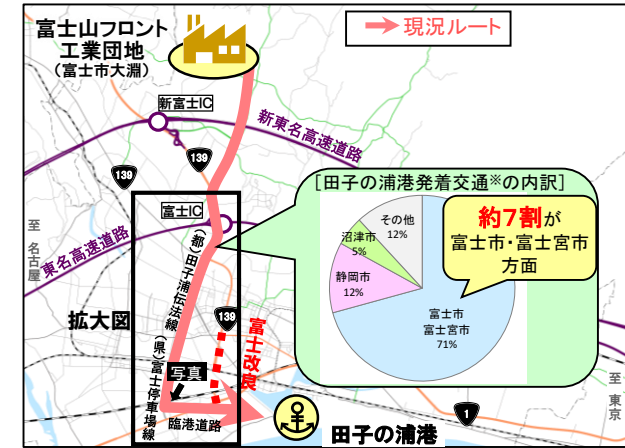 富士山フロント
工業団地
（富士市大淵）
現況ルート
新富士IC
新東名高速道路
139
139
富士IC
至 名古屋
東名高速道路
(都)田子浦伝法線
(県)富士停車場線
拡大図
139
富士改良
写真
臨港道路
[田子の浦港発着交通※の内訳]
約7割が
富士市・富士宮市
方面
その他
12%
沼津市
5%
静岡市
12%
富士市
富士宮市
71%
至 東京
1
田子の浦港